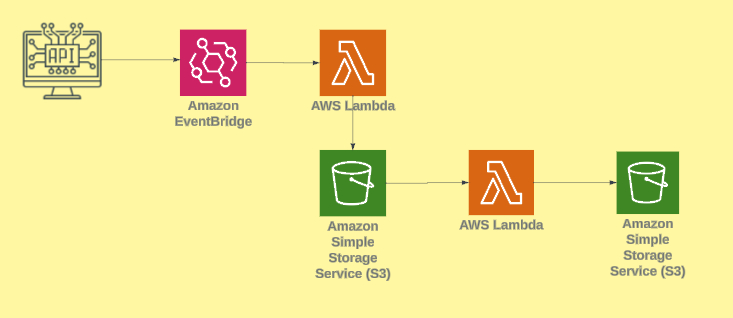 API
Amazon
EventBridge
AWS Lambda
Amazon
Simple
Storage
Service (S3)
AWS Lambda
Amazon
Simple
Storage
Service (S3)